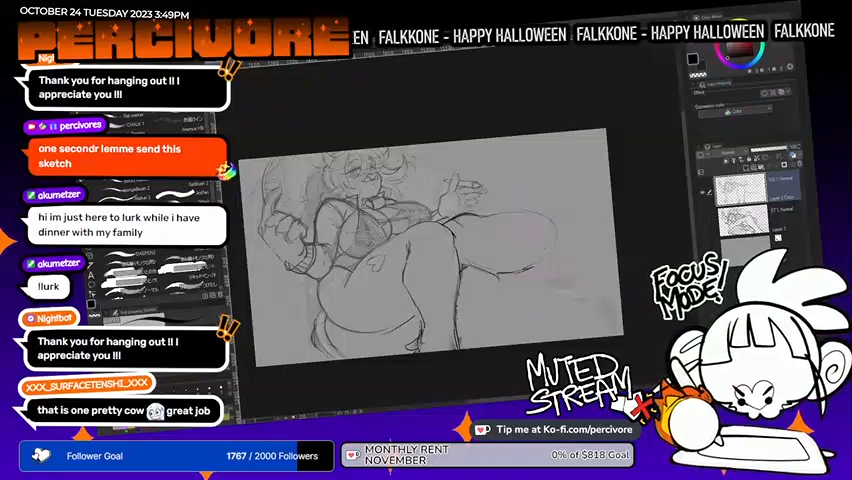 OCTOBER 24 TUESDAY 2023 3:49PM
PERCIVORE
EEN FALKKONE - HAPPY HALLOWEEN FALKKONE - HAPPY HALLOWEEN FALKKONE
Thank you for hanging out !! I
appreciate you !!!
percivores
one secondr lemme send this
sketch
akumetzer
hi im just here to lurk while i have
dinner with my family
akumetzer
!lurk
Nightbot
Thank you for hanging out !! I
appreciate you !!!
XXX_SURFACETENSHI_XXX
that is one pretty cow great job
FOCUS
MODE!
MUTED
STREAM
Tip me at Ko-fi.com/percivore
Follower Goal
1767 / 2000 Followers
MONTHLY RENT
NOVEMBER
0% of $818 Goal